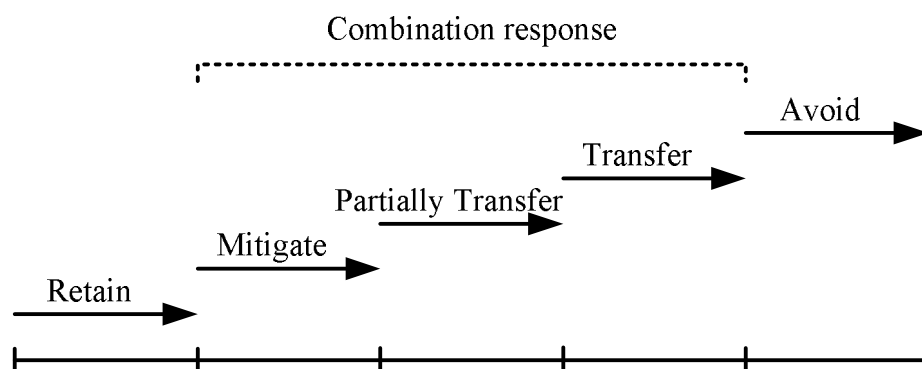 Combination response
Avoid
Transfer
Partially Transfer
Mitigate
Retain